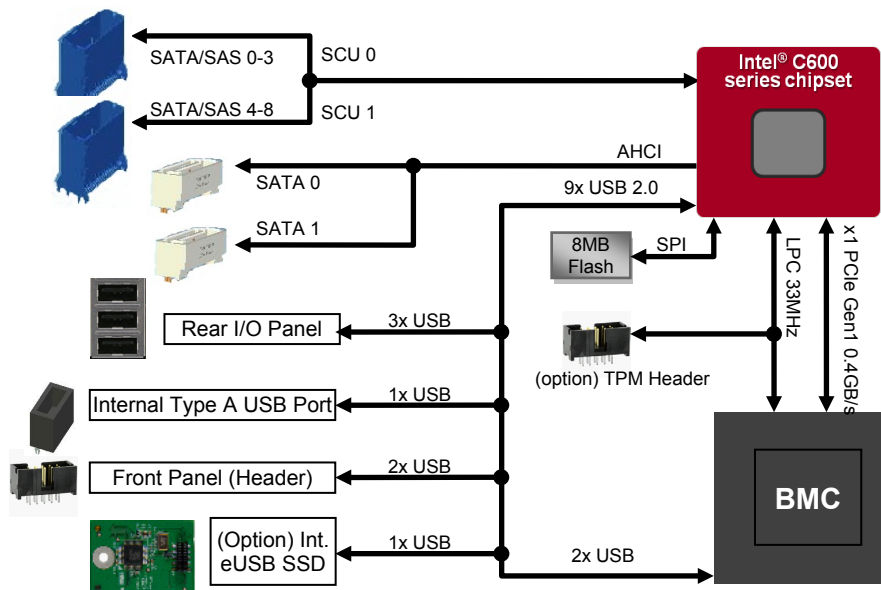 SATA/SAS 0-3
SCU 0
Intel® C600
series chipset
SATA/SAS 4-8
SCU 1
AHCI
SATA 0
9x USB 2.0
SATA 1
8MB
Flash
SPI
LPC 33MHz
x1 PCIe Gen1 0.4GB/s
Rear I/O Panel
3x USB
(option) TPM Header
Internal Type A USB Port
1x USB
Front Panel (Header)
2x USB
BMC
(Option) Int.
eUSB SSD
1x USB
2x USB